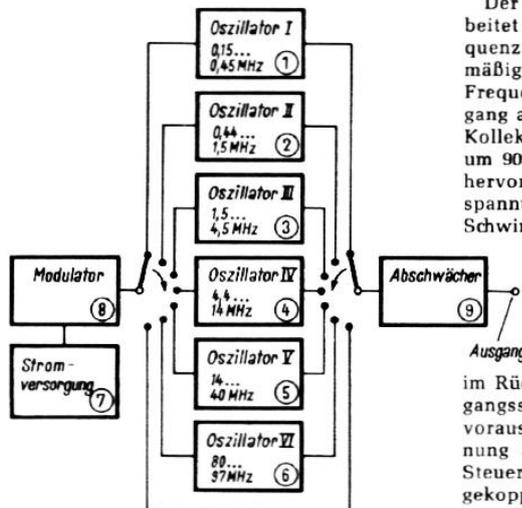 Oszillator I
0,15...
0,45 MHz ①
Oszillator II
0,44...
1,5 MHz ②
Oszillator III
1,5...
4,5 MHz ③
Modulator
⑧
Oszillator IV
4,4...
14 MHz ④
Abschwächer
⑨
Strom-
versorgung ⑦
Oszillator V
14...
40 MHz ⑤
Ausgang
Oszillator VI
80...
97 MHz ⑥
Der
beitet
quenz
mäßig
Freque
gang a
Kollek
um 90
hervor
spannu
Schwin
im Rüc
gangss
voraus
nung
Steuer
gekopp